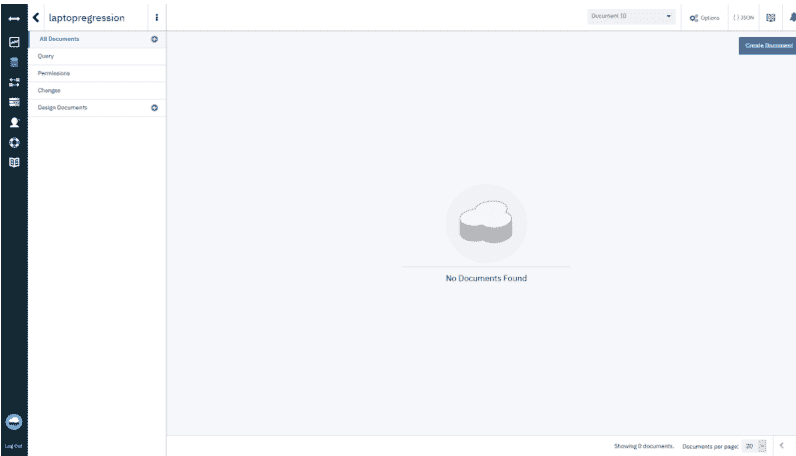 laptopregression
Document ID
Options
{ } JSON
All Documents
Create Document
Query
Permissions
Changes
Design Documents
No Documents Found
Log Out
Showing 0 documents.
Documents per page:
20